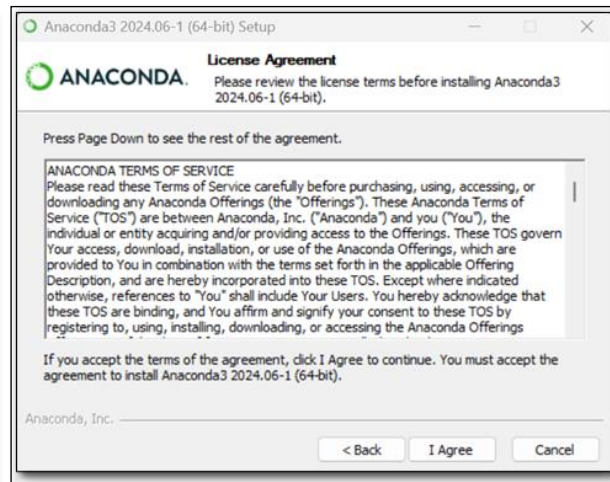 Anaconda3 2024.06-1 (64-bit) Setup
ANACONDA.
License Agreement
Please review the license terms before installing Anaconda3
2024.06-1 (64-bit).
Press Page Down to see the rest of the agreement.
ANACONDA TERMS OF SERVICE
Please read these Terms of Service carefully before purchasing, using, accessing, or
downloading any Anaconda Offerings (the "Offerings"). These Anaconda Terms of
Service ("TOS") are between Anaconda, Inc. ("Anaconda") and you ("You"), the
individual or entity acquiring and/or providing access to the Offerings. These TOS govern
Your access, download, installation, or use of the Anaconda Offerings, which are
provided to You in combination with the terms set forth in the applicable Offering
Description, and are hereby incorporated into these TOS. Except where indicated
otherwise, references to "You" shall include Your Users. You hereby acknowledge that
these TOS are binding, and You affirm and signify your consent to these TOS by
registering to, using, installing, downloading, or accessing the Anaconda Offerings
If you accept the terms of the agreement, click I Agree to continue. You must accept the
agreement to install Anaconda3 2024.06-1 (64-bit).
Anaconda, Inc.
< Back
I Agree
Cancel